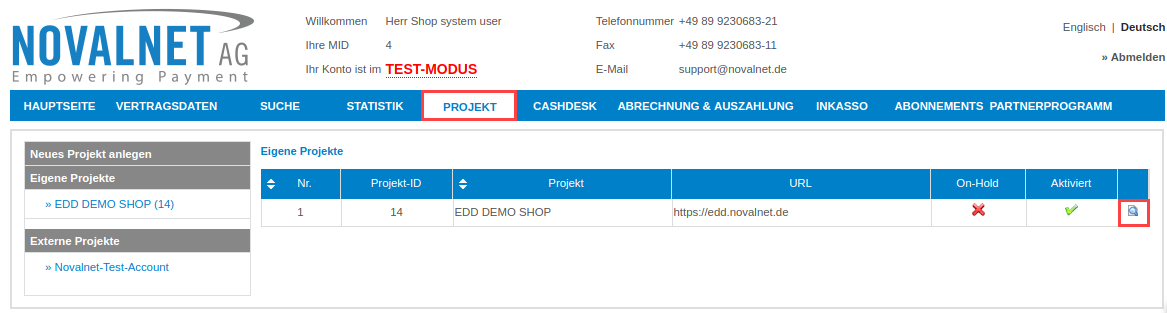 NOVALNET AG
Empowering Payment
Willkommen Herr Shop system user
Ihre MID 4
Ihr Konto ist im TEST-MODUS
Telefonnummer +49 89 9230683-21
Fax +49 89 9230683-11
E-Mail support@novalnet.de
Englisch | Deutsch
» Abmelden
HAUPTSEITE VERTRAGSDATEN SUCHE STATISTIK PROJEKT CASHDESK ABRECHNUNG & AUSZAHLUNG INKASSO ABONNEMENTS PARTNERPROGRAMM
Neues Projekt anlegen
Eigene Projekte
» EDD DEMO SHOP (14)
Externe Projekte
» Novalnet-Test-Account
Eigene Projekte
Nr. Projekt-ID Projekt URL On-Hold Aktiviert
1 14 EDD DEMO SHOP https://edd.novalnet.de